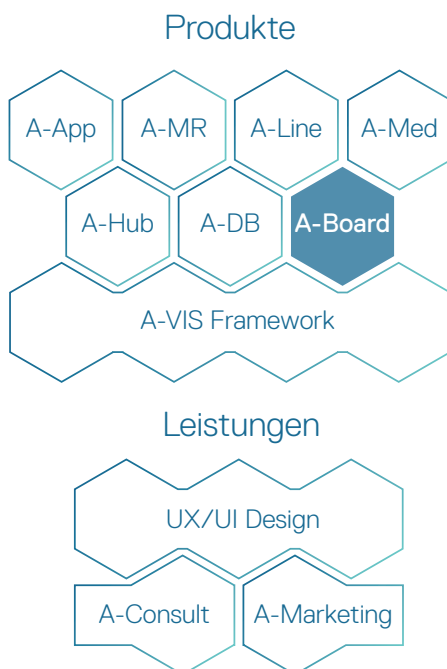 Produkte
A-App A-MR A-Line A-Med
A-Hub A-DB A-Board
A-VIS Framework
Leistungen
UX/UI Design
A-Consult A-Marketing